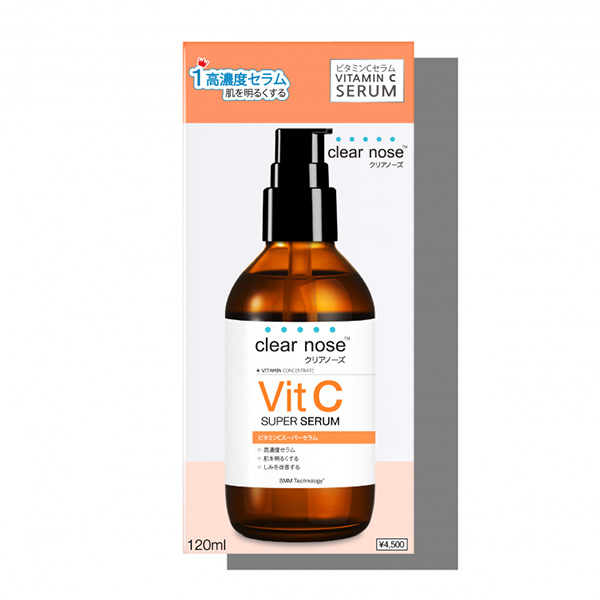 1 高濃度セラム
肌を明るくする
ビタミンCセラム
VITAMIN C
SERUM
clear nose™
クリアノーズ
clear nose™
クリアノーズ
+ VITAMIN CONCENTRATE
Vit C
SUPER SERUM
ビタミンCスーパーセラム
高濃度セラム
肌を明るくする
しみを改善する
SMM Technology®
120ml
¥4,500